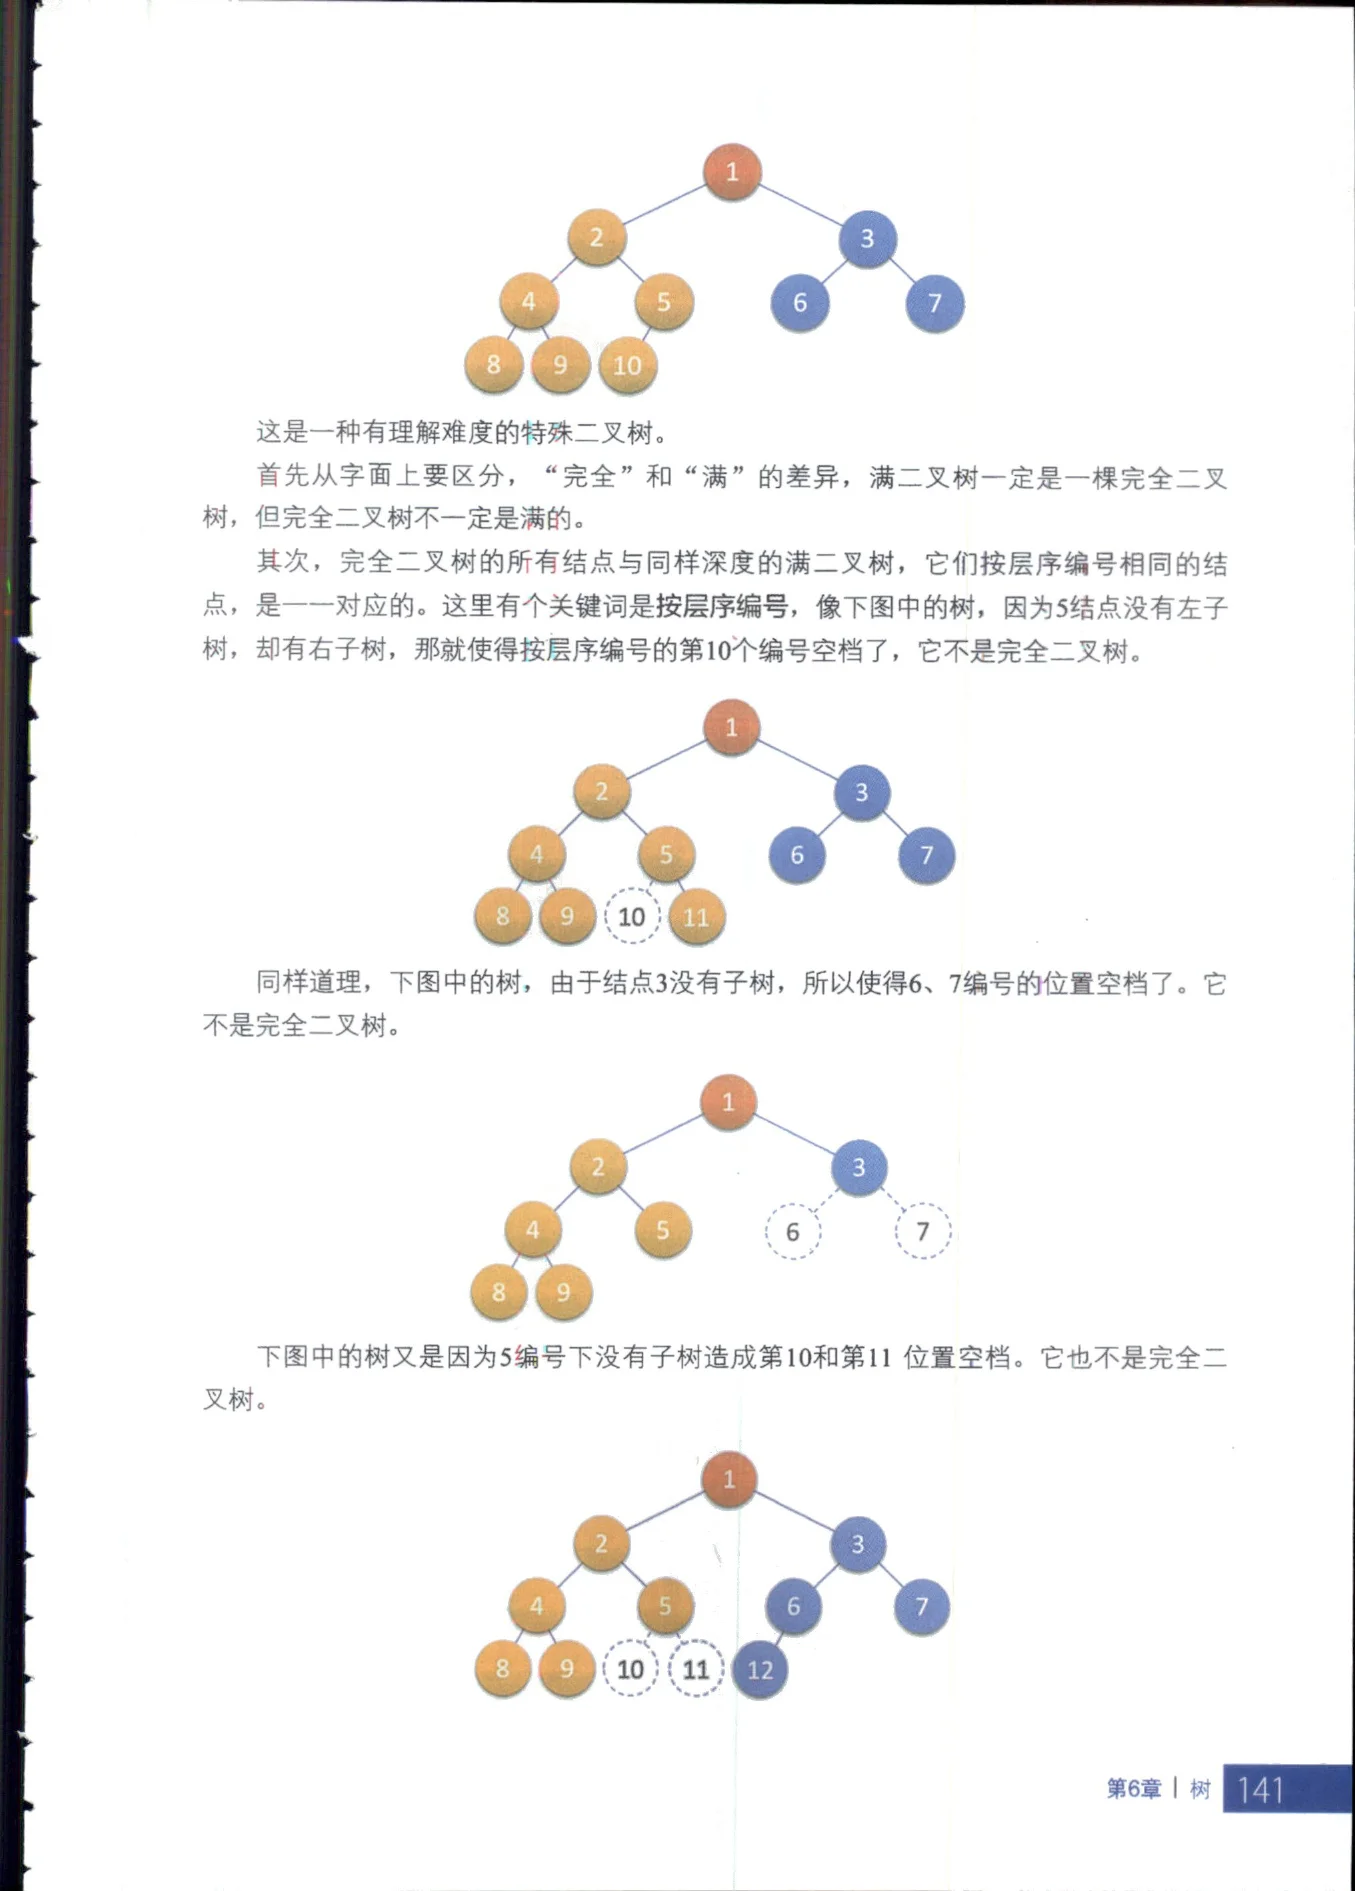 1
2 3
4 5 6 7
8 9 10
这是一种有理解难度的特殊二叉树。
首先从字面上要区分，“完全”和“满”的差异，满二叉树一定是一棵完全二叉
树，但完全二叉树不一定是满的。
其次，完全二叉树的所有结点与同样深度的满二叉树，它们按层序编号相同的结
点，是一一对应的。这里有个关键词是按层序编号，像下图中的树，因为5结点没有左子
树，却有右子树，那就使得按层序编号的第10个编号空档了，它不是完全二叉树。
1
2 3
4 5 6 7
8 9 10 11
同样道理，下图中的树，由于结点3没有子树，所以使得6、7编号的位置空档了。它
不是完全二叉树。
1
2 3
4 5 6 7
8 9
下图中的树又是因为5编号下没有子树造成第10和第11 位置空档。它也不是完全二
叉树。
1
2 3
4 5 6 7
8 9 10 11 12
第6章 | 树 141